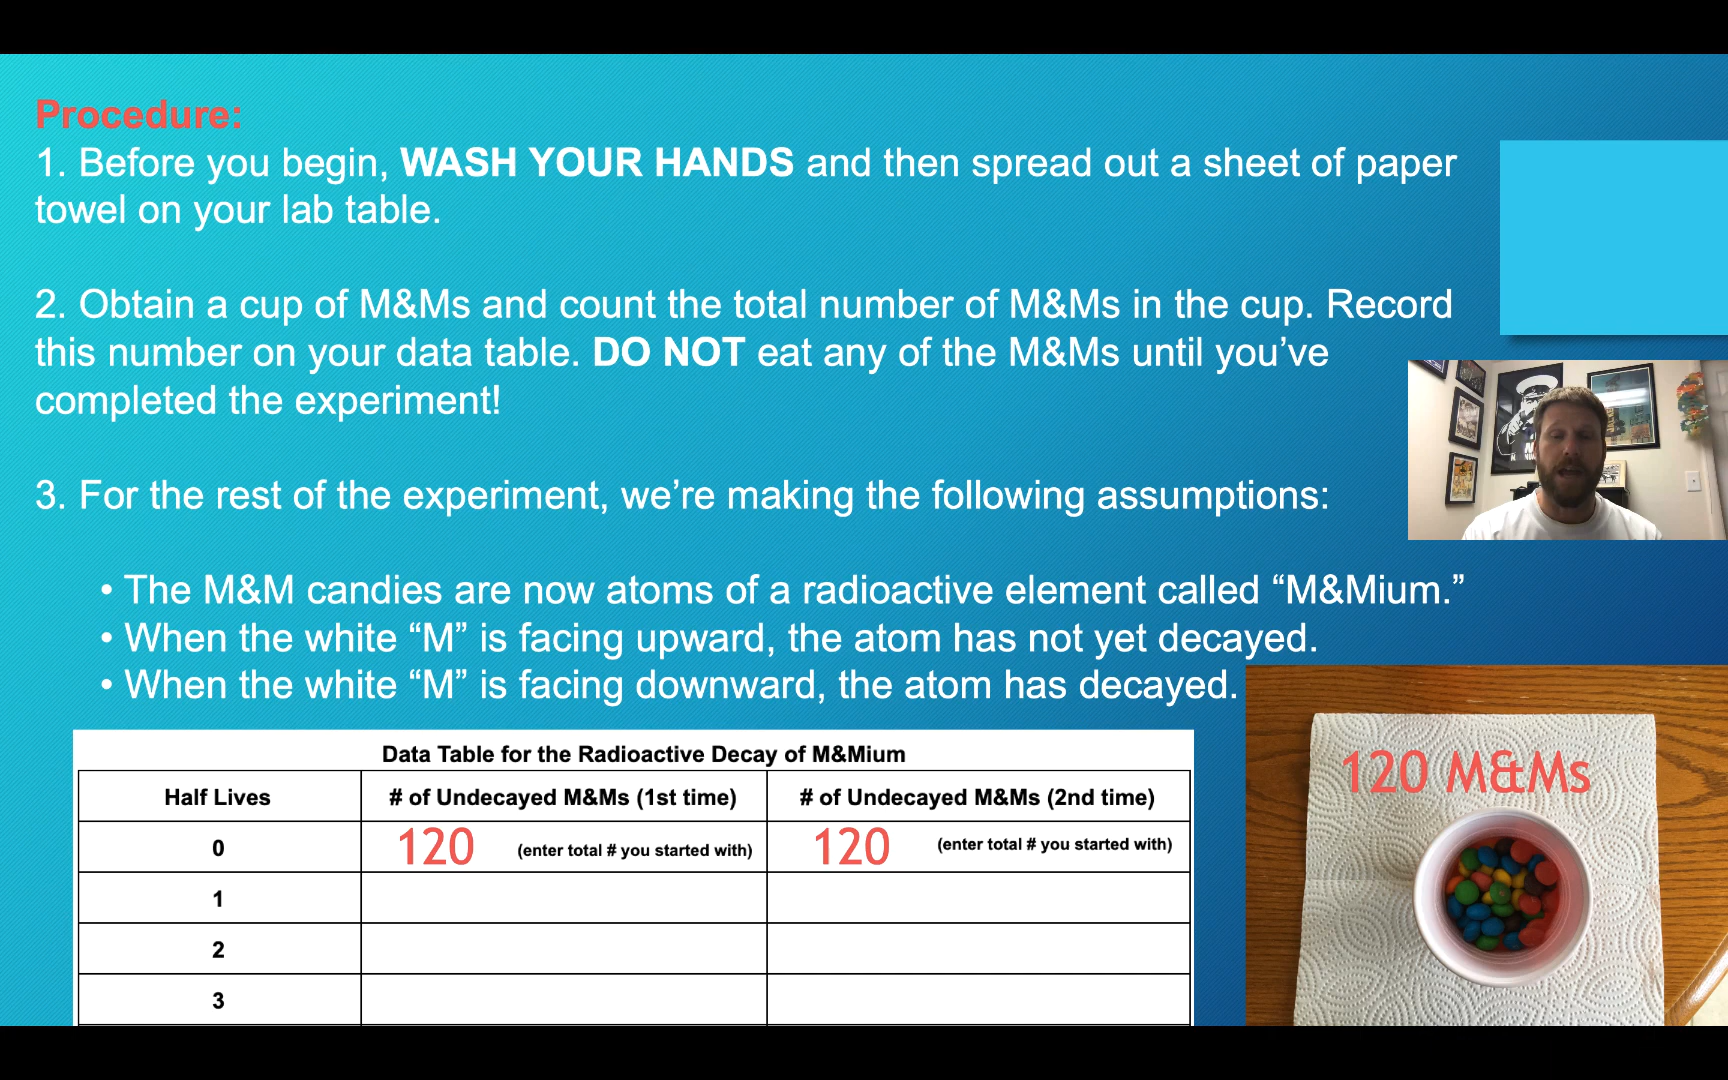 Procedure:
1. Before you begin, WASH YOUR HANDS and then spread out a sheet of paper
towel on your lab table.
2. Obtain a cup of M&Ms and count the total number of M&Ms in the cup. Record
this number on your data table. DO NOT eat any of the M&Ms until you’ve
completed the experiment!
3. For the rest of the experiment, we’re making the following assumptions:
• The M&M candies are now atoms of a radioactive element called “M&Mium.”
• When the white “M” is facing upward, the atom has not yet decayed.
• When the white “M” is facing downward, the atom has decayed.
Data Table for the Radioactive Decay of M&Mium
Half Lives # of Undecayed M&Ms (1st time) # of Undecayed M&Ms (2nd time)
0 120 (enter total # you started with) 120 (enter total # you started with)
1
2
3
120 M&Ms